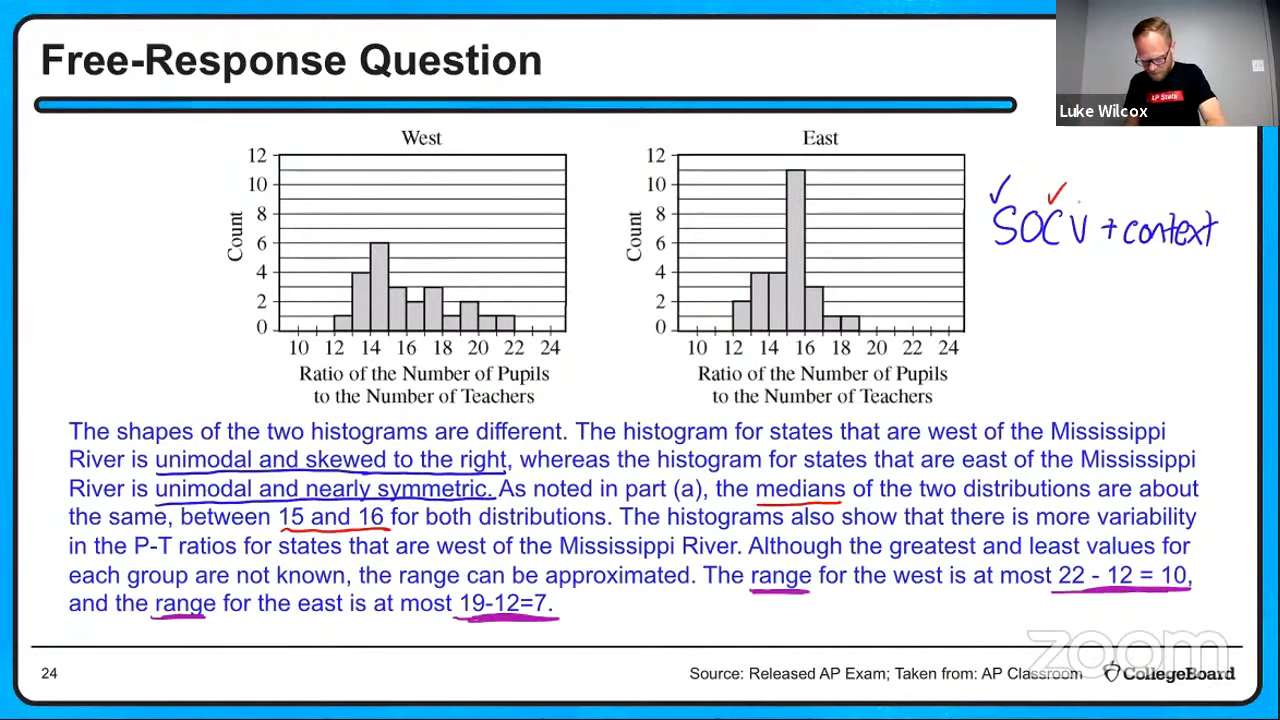 Free-Response Question
LP Stats
Luke Wilcox
West
12
10
8
6
4
2
0
Count
10 12 14 16 18 20 22 24
Ratio of the Number of Pupils
to the Number of Teachers
East
12
10
8
6
4
2
0
Count
10 12 14 16 18 20 22 24
Ratio of the Number of Pupils
to the Number of Teachers
SOCV + context
The shapes of the two histograms are different. The histogram for states that are west of the Mississippi
River is unimodal and skewed to the right, whereas the histogram for states that are east of the Mississippi
River is unimodal and nearly symmetric. As noted in part (a), the medians of the two distributions are about
the same, between 15 and 16 for both distributions. The histograms also show that there is more variability
in the P-T ratios for states that are west of the Mississippi River. Although the greatest and least values for
each group are not known, the range can be approximated. The range for the west is at most 22 - 12 = 10,
and the range for the east is at most 19-12=7.
zoom
24
Source: Released AP Exam; Taken from: AP Classroom
CollegeBoard